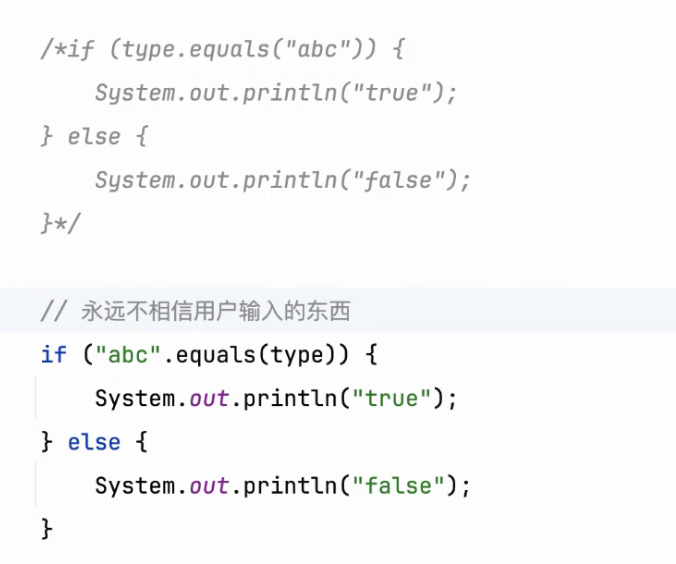 /*if (type.equals("abc")) {
    System.out.println("true");
} else {
    System.out.println("false");
}*/
// 永远不相信用户输入的东西
if ("abc".equals(type)) {
    System.out.println("true");
} else {
    System.out.println("false");
}